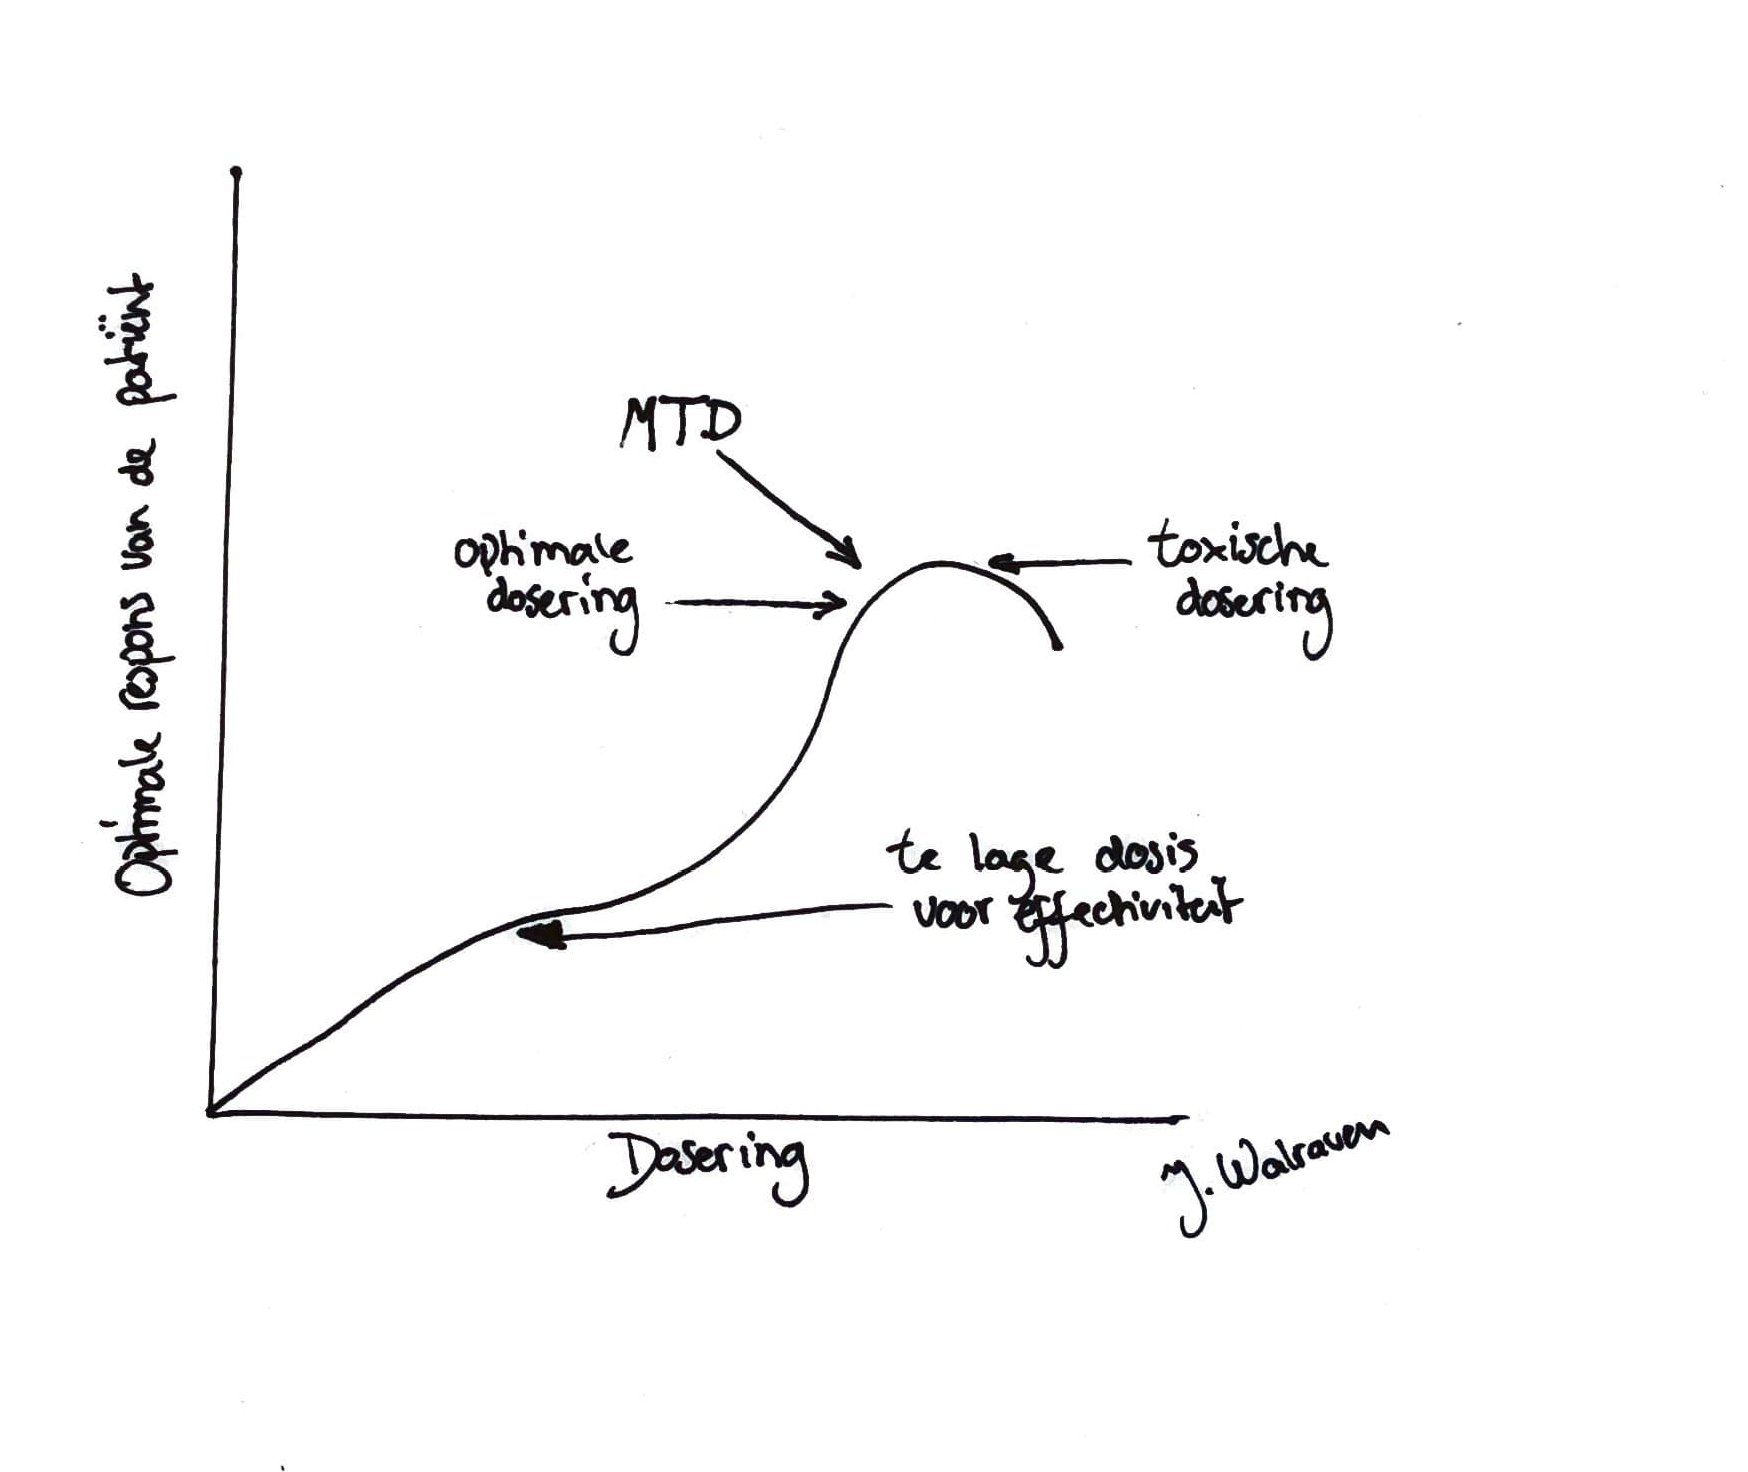 Optimale respons van de patiënt
MTD
optimale
dosering
toxische
dosering
te lage dosis
voor effectiviteit
Dosering
J. Walraven